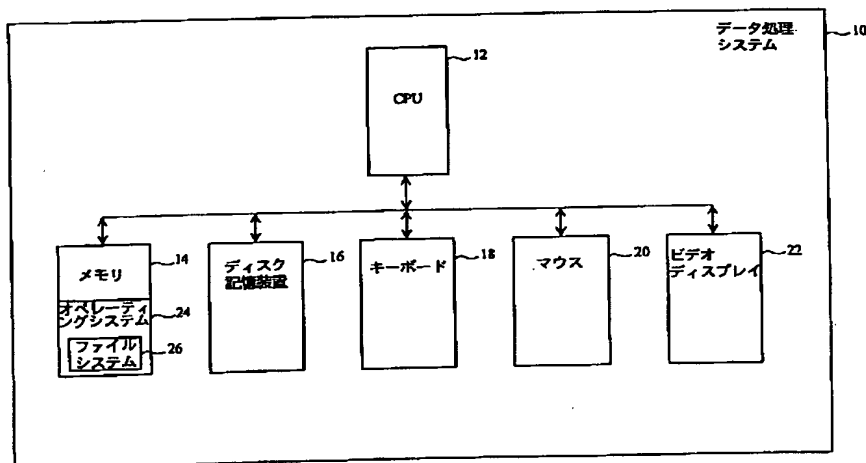 データ処理
システム
10
12
CPU
メモリ
14
オペレーティ
ングシステム
24
ファイル
システム
26
ディスク
記憶装置
16
キーボード
18
マウス
20
ビデオ
ディスプレイ
22